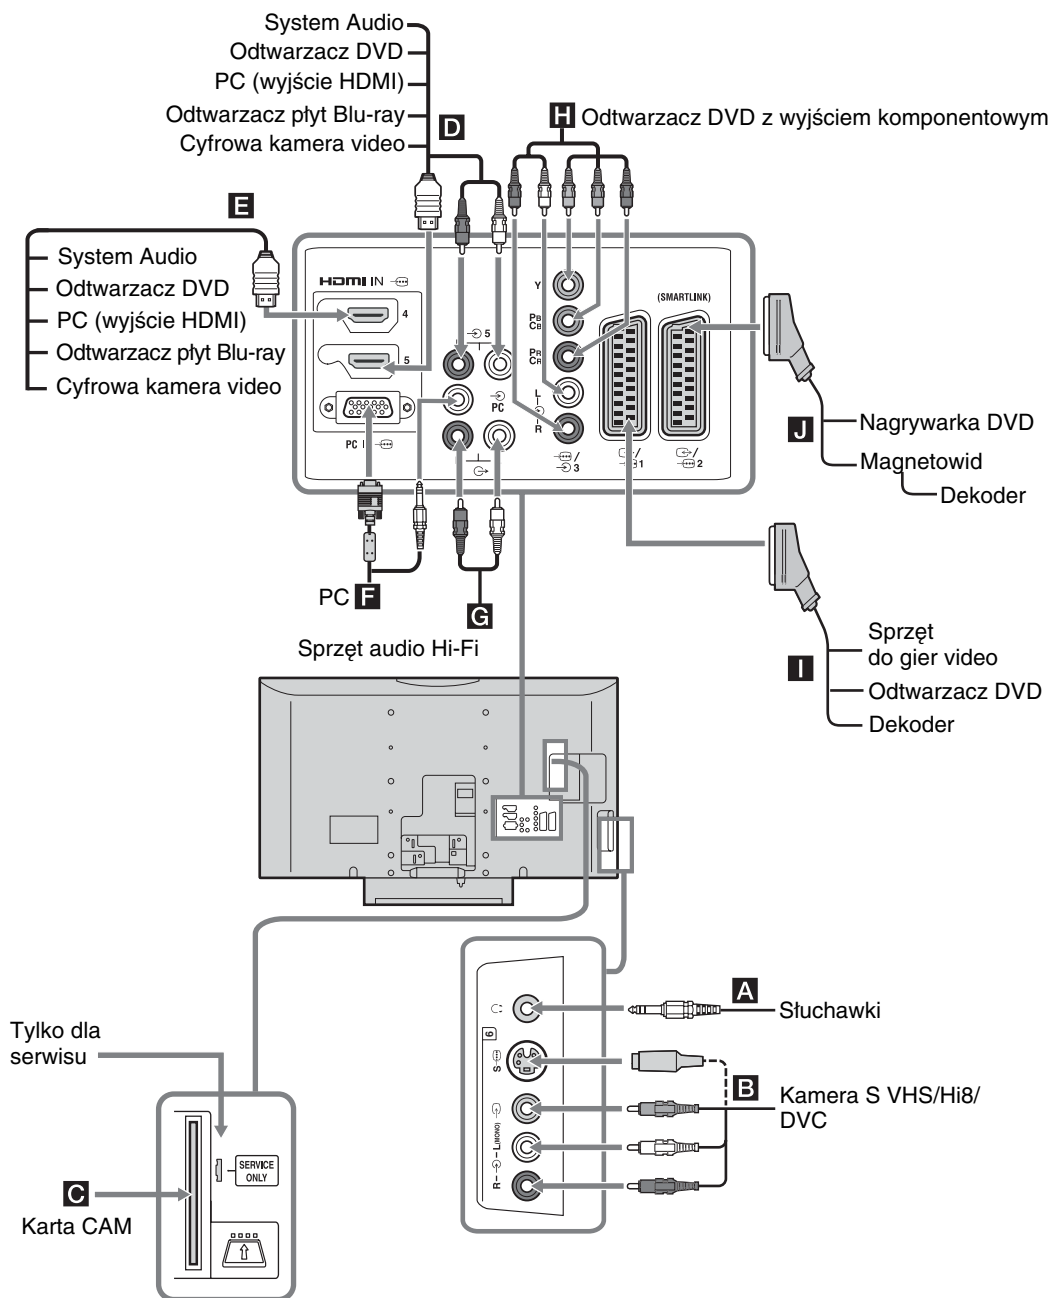 System Audio
Odtwarzacz DVD
PC (wyjście HDMI)
Odtwarzacz płyt Blu-ray
Cyfrowa kamera video
D
H Odtwarzacz DVD z wyjściem komponentowym
E
System Audio
Odtwarzacz DVD
PC (wyjście HDMI)
Odtwarzacz płyt Blu-ray
Cyfrowa kamera video
HDMI IN
4
5
PC IN
5
PC
Y
PB
CB
PR
CR
L
R
3
(SMARTLINK)
1
2
J
Nagrywarka DVD
Magnetowid
Dekoder
PC F
G
Sprzęt audio Hi-Fi
I
Sprzęt
do gier video
Odtwarzacz DVD
Dekoder
A
Słuchawki
6
S
L(MONO)
R
B
Kamera S VHS/Hi8/
DVC
Tylko dla
serwisu
SERVICE
ONLY
C
Karta CAM